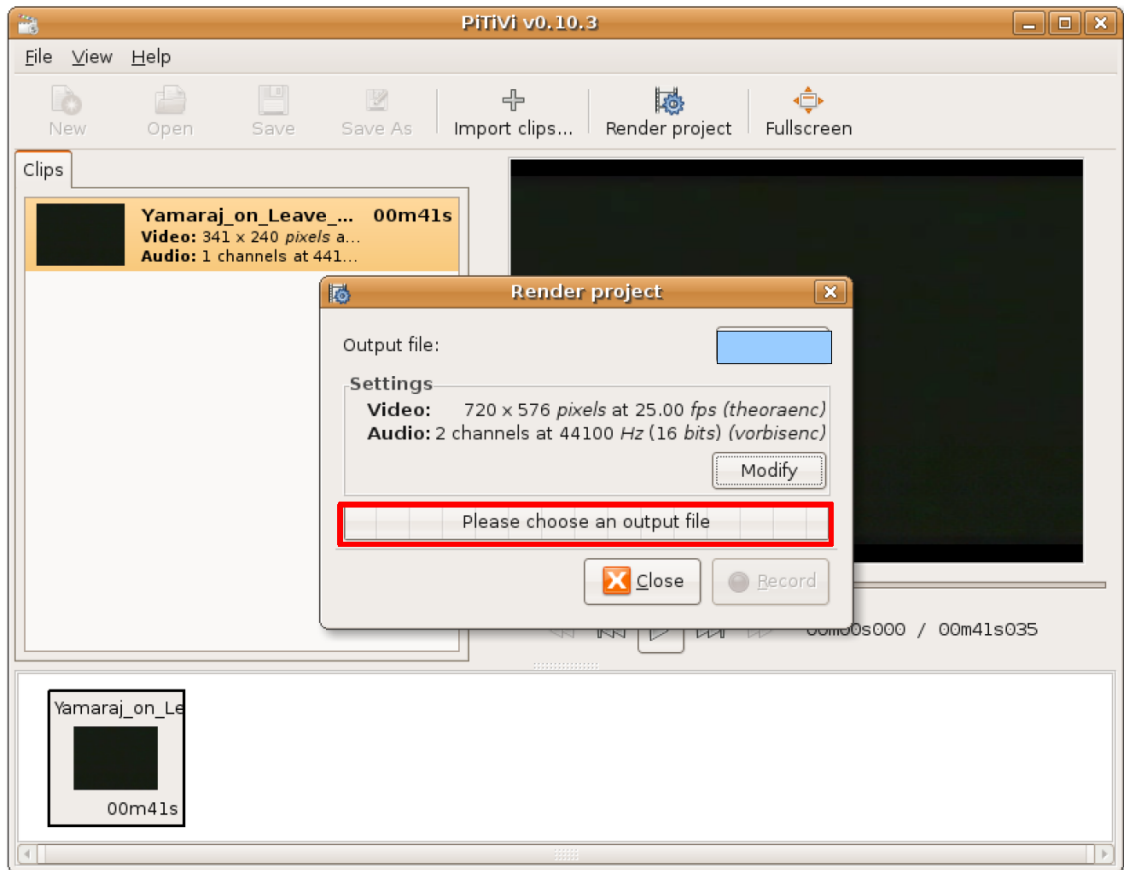 PiTiVi v0.10.3
File View Help
New Open Save Save As Import clips... Render project Fullscreen
Clips
Yamaraj_on_Leave_... 00m41s
Video: 341 x 240 pixels a...
Audio: 1 channels at 441...
Render project
Output file:
Settings
Video: 720 x 576 pixels at 25.00 fps (theoraenc)
Audio: 2 channels at 44100 Hz (16 bits) (vorbisenc)
Modify
Please choose an output file
Close Record
00m00s000 / 00m41s035
Yamaraj_on_Le
00m41s